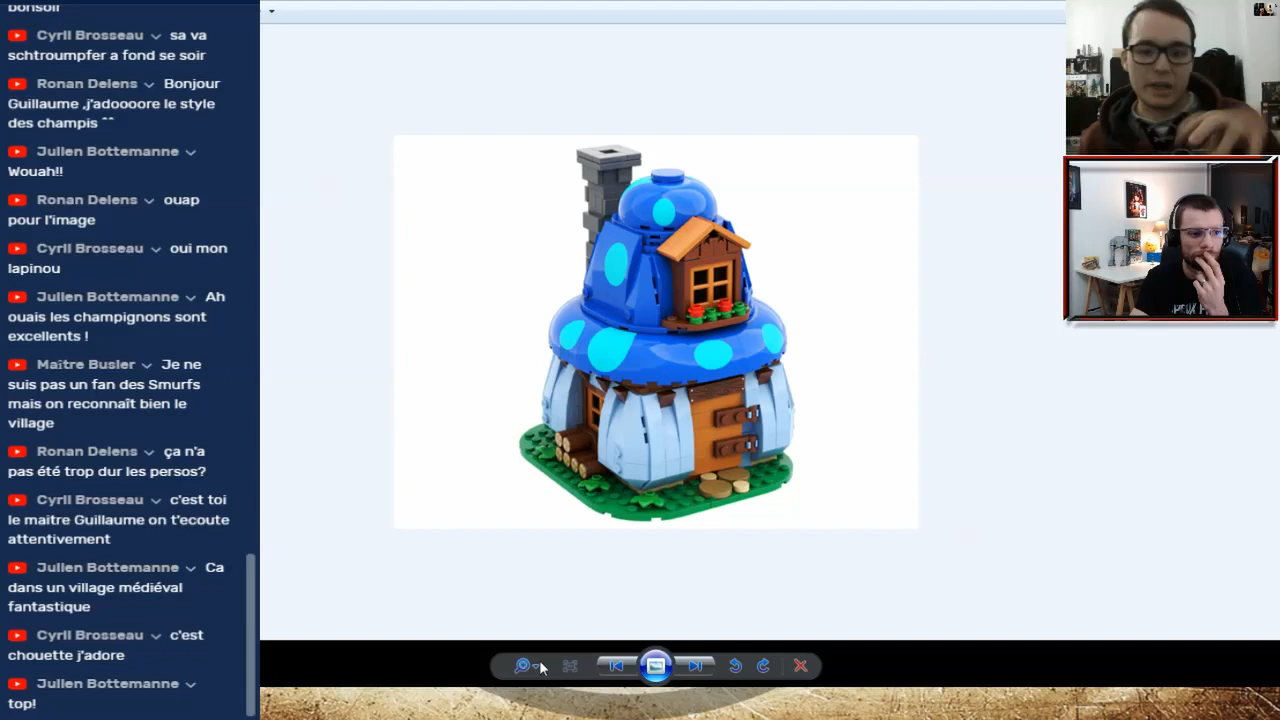 bonsoir
Cyril Brosseau sa va
schtroumpfer a fond se soir
Ronan Delens Bonjour
Guillaume ,j'adoooore le style
des champis ^^
Julien Bottemanne
Wouah!!
Ronan Delens ouap
pour l'image
Cyril Brosseau oui mon
lapinou
Julien Bottemanne Ah
ouais les champignons sont
excellents !
Maître Busler Je ne
suis pas un fan des Smurfs
mais on reconnaît bien le
village
Ronan Delens ça n'a
pas été trop dur les persos?
Cyril Brosseau c'est toi
le maitre Guillaume on t'ecoute
attentivement
Julien Bottemanne Ca
dans un village médiéval
fantastique
Cyril Brosseau c'est
chouette j'adore
Julien Bottemanne
top!